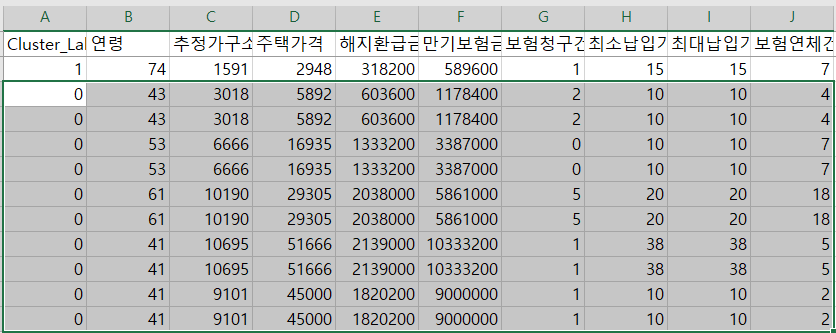 A B C D E F G H I J
Cluster_La 연령 추정가구소 주택가격 해지환급금 만기보험금 보험청구건 최소납입기 최대납입기 보험연체건
1 74 1591 2948 318200 589600 1 15 15 7
0 43 3018 5892 603600 1178400 2 10 10 4
0 43 3018 5892 603600 1178400 2 10 10 4
0 53 6666 16935 1333200 3387000 0 10 10 7
0 53 6666 16935 1333200 3387000 0 10 10 7
0 61 10190 29305 2038000 5861000 5 20 20 18
0 61 10190 29305 2038000 5861000 5 20 20 18
0 41 10695 51666 2139000 10333200 1 38 38 5
0 41 10695 51666 2139000 10333200 1 38 38 5
0 41 9101 45000 1820200 9000000 1 10 10 2
0 41 9101 45000 1820200 9000000 1 10 10 2